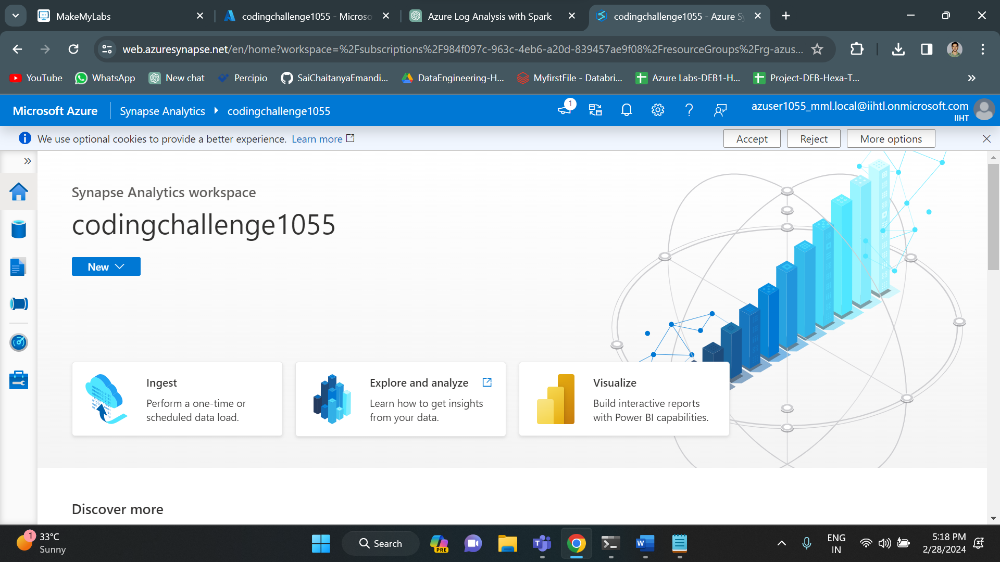 MakeMyLabs
codingchallenge1055 - Microso
Azure Log Analysis with Spark
codingchallenge1055 - Azure Sy
web.azuresynapse.net/en/home?workspace=%2Fsubscriptions%2F984f097c-963c-4eb6-a20d-839457ae9f08%2FresourceGroups%2Frg-azus...
YouTube
WhatsApp
New chat
Percipio
SaiChaitanyaEmandi...
DataEngineering-H...
MyfirstFile - Databri...
Azure Labs-DEB1-H...
Project-DEB-Hexa-T...
Microsoft Azure
Synapse Analytics
codingchallenge1055
1
azuser1055_mml.local@iihtl.onmicrosoft.com
IIHT
We use optional cookies to provide a better experience. Learn more
Accept
Reject
More options
Synapse Analytics workspace
codingchallenge1055
New
Ingest
Perform a one-time or
scheduled data load.
Explore and analyze
Learn how to get insights
from your data.
Visualize
Build interactive reports
with Power BI capabilities.
Discover more
1
33°C
Sunny
Search
PRE
ENG
IN
5:18 PM
2/28/2024